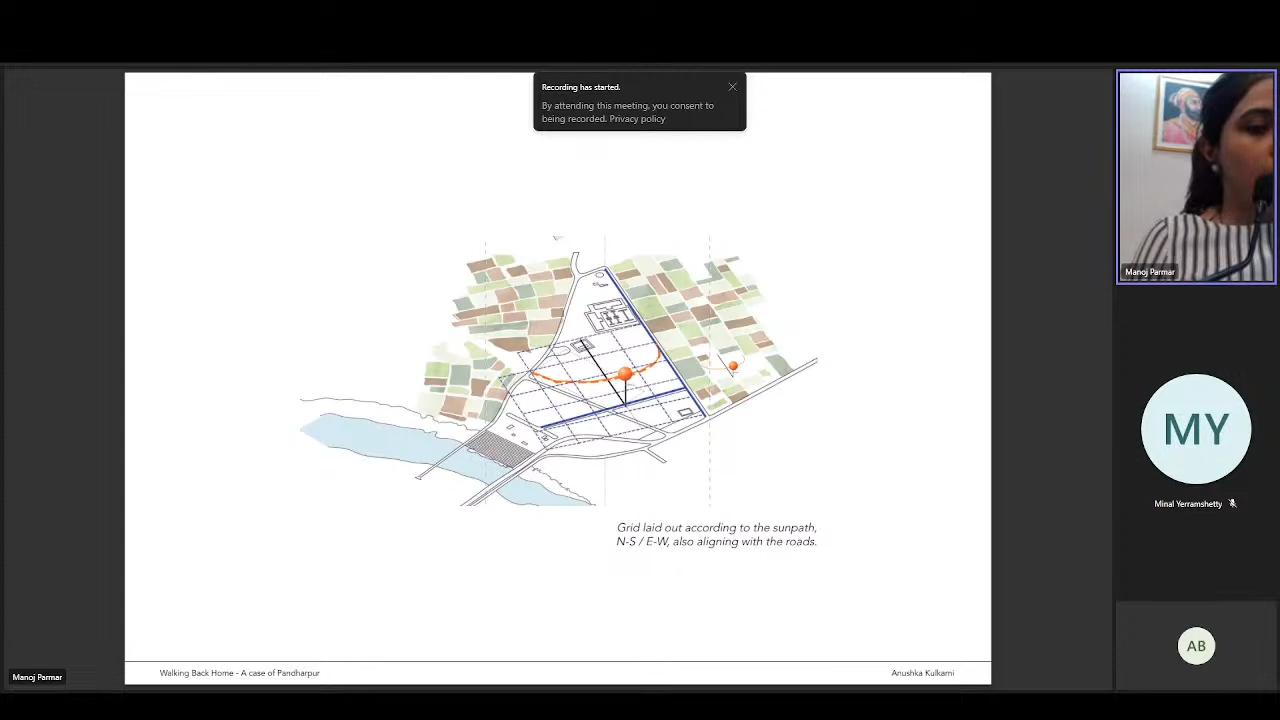 Recording has started.
By attending this meeting, you consent to
being recorded. Privacy policy
Manoj Parmar
MY
Minal Yerramshetty
Grid laid out according to the sunpath,
N-S / E-W, also aligning with the roads.
AB
Manoj Parmar
Walking Back Home - A case of Pandharpur
Anushka Kulkarni